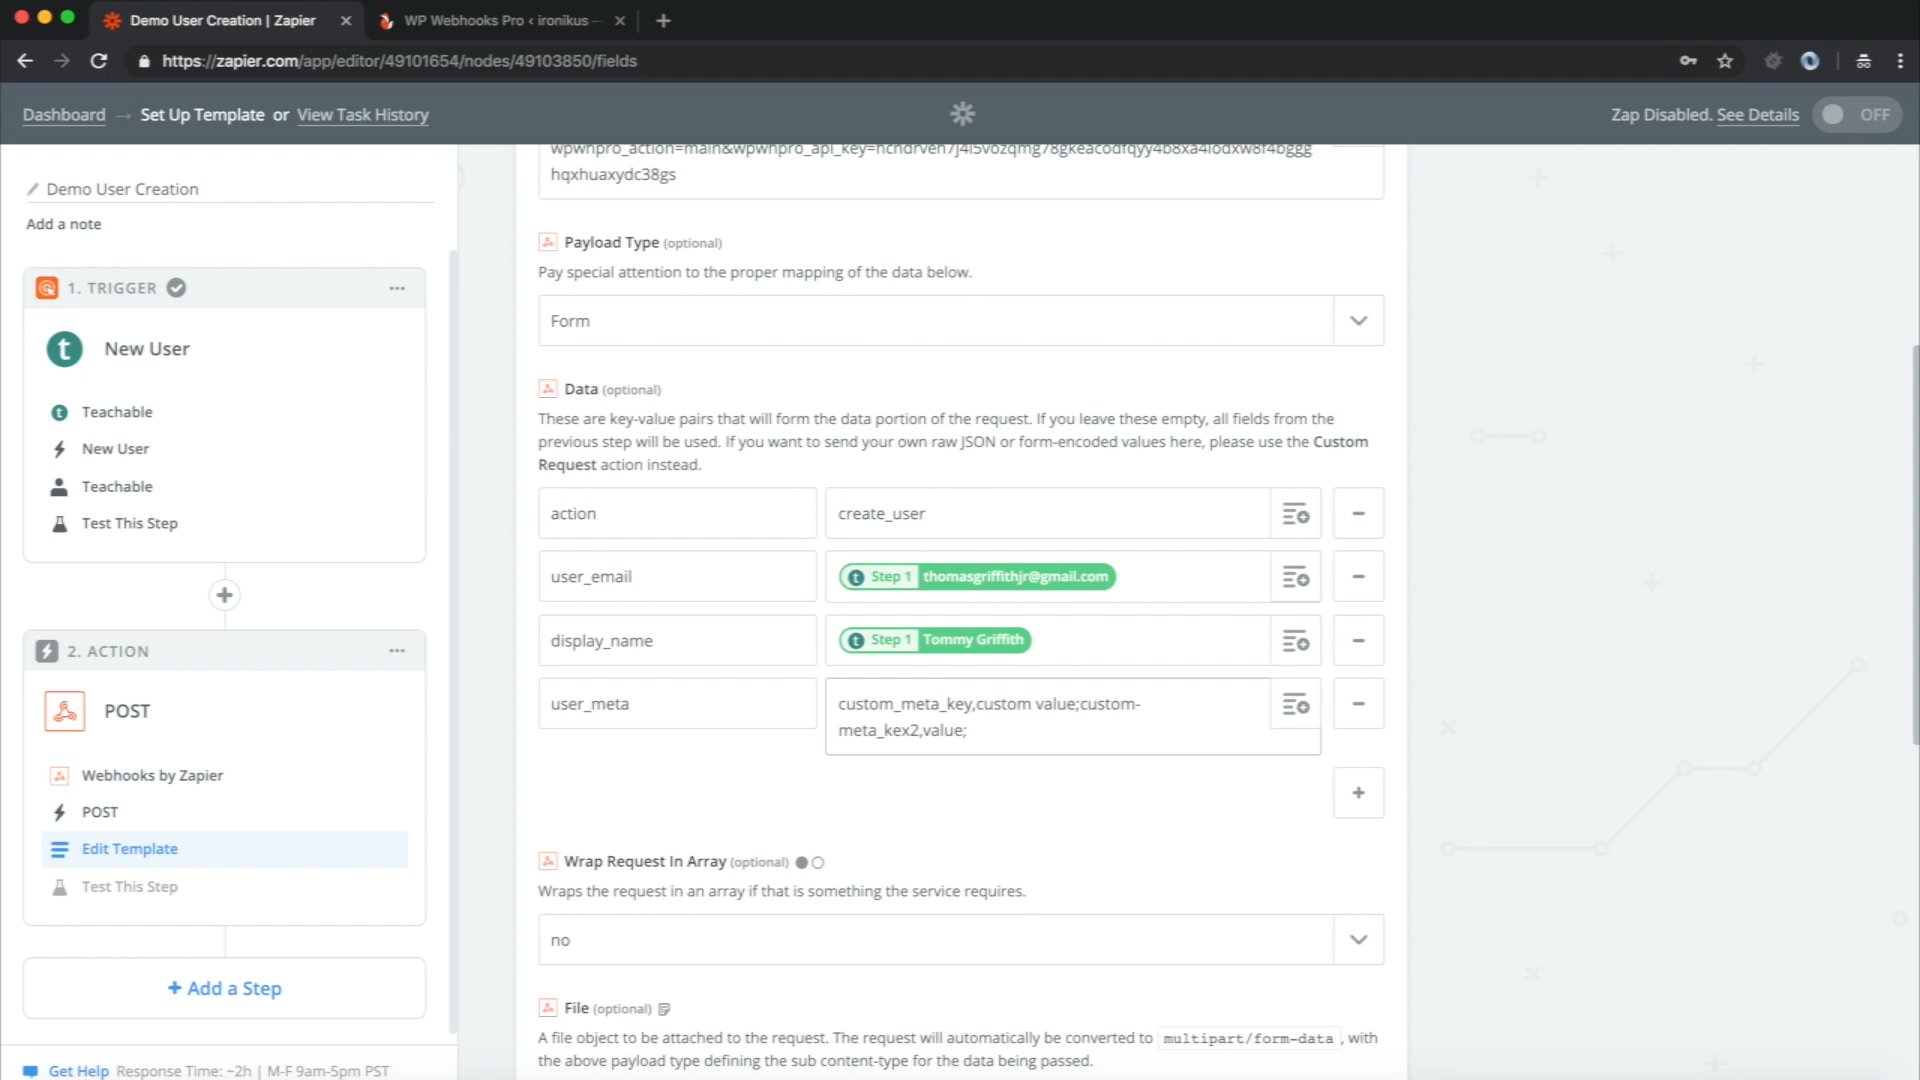 Demo User Creation | Zapier
WP Webhooks Pro ‹ ironikus —
https://zapier.com/app/editor/49101654/nodes/49103850/fields
Dashboard → Set Up Template or View Task History
Zap Disabled. See Details
OFF
Demo User Creation
Add a note
1. TRIGGER
New User
Teachable
New User
Teachable
Test This Step
2. ACTION
POST
Webhooks by Zapier
POST
Edit Template
Test This Step
+ Add a Step
Get Help Response Time: ~2h | M-F 9am-5pm PST
hqxhuaxydc38gs
Payload Type (optional)
Pay special attention to the proper mapping of the data below.
Form
Data (optional)
These are key-value pairs that will form the data portion of the request. If you leave these empty, all fields from the
previous step will be used. If you want to send your own raw JSON or form-encoded values here, please use the Custom
Request action instead.
action
create_user
user_email
Step 1 thomasgriffithjr@gmail.com
display_name
Step 1 Tommy Griffith
user_meta
custom_meta_key,custom value;custom-
meta_kex2,value;
Wrap Request In Array (optional)
Wraps the request in an array if that is something the service requires.
no
File (optional)
A file object to be attached to the request. The request will automatically be converted to multipart/form-data , with
the above payload type defining the sub content-type for the data being passed.